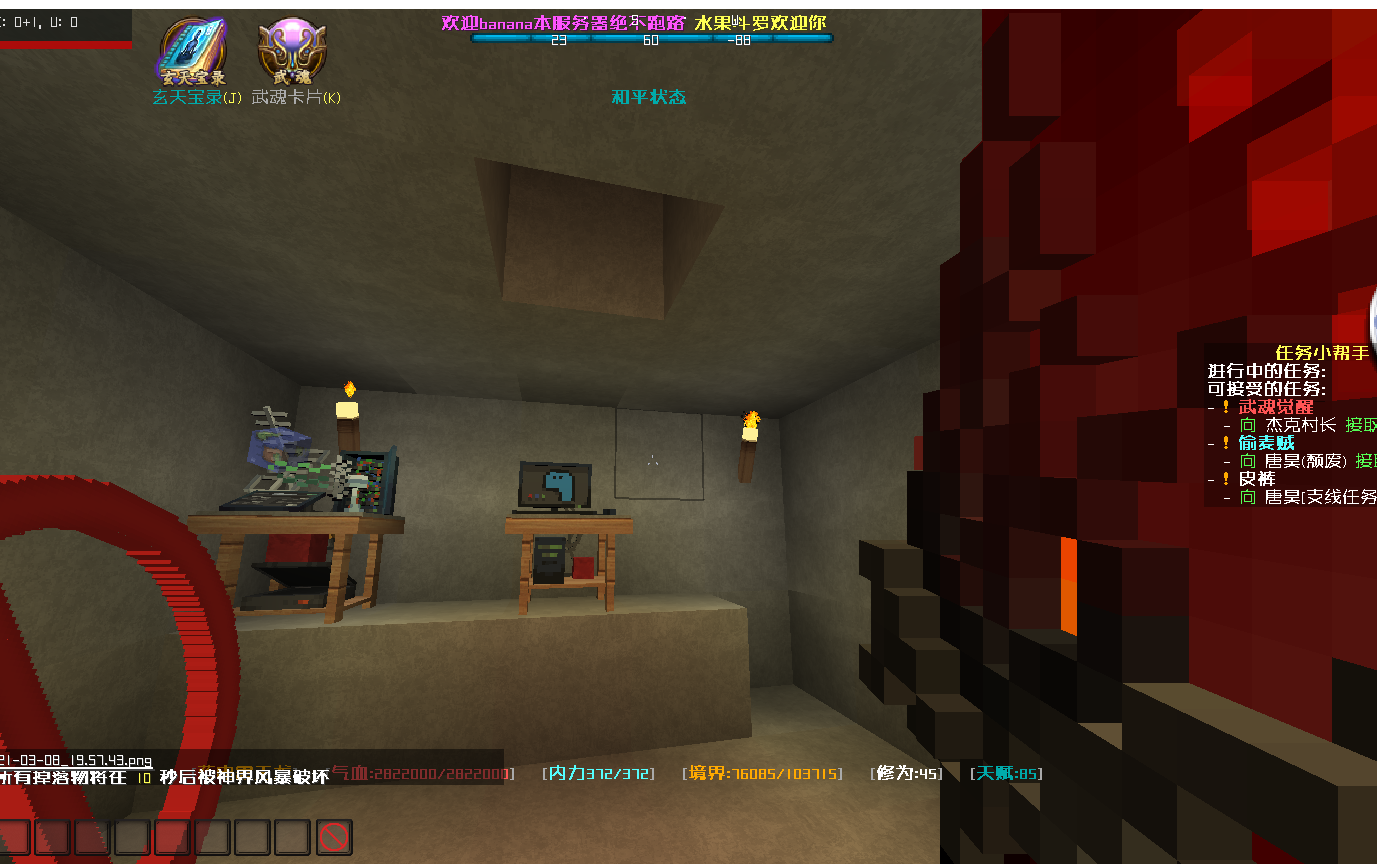 : 0+1, U: 0
欢迎banana本服务器绝不跑路 水果斗罗欢迎你
23 60 -88
玄天宝录
武魂
玄天宝录(J) 武魂卡片(K)
和平状态
任务小帮手
进行中的任务:
可接受的任务:
- ! 武魂觉醒
- 向 杰克村长 接取
- ! 偷麦贼
- 向 唐昊(颓废) 接
- ! 皮裤
- 向 唐昊[支线任务
21-03-08_19.57.43.png
所有掉落物将在 10 秒后被神界风暴破坏
气血:2822000/2822000] [内力372/372] [境界:76085/103715] [修为:45] [天赋:85]